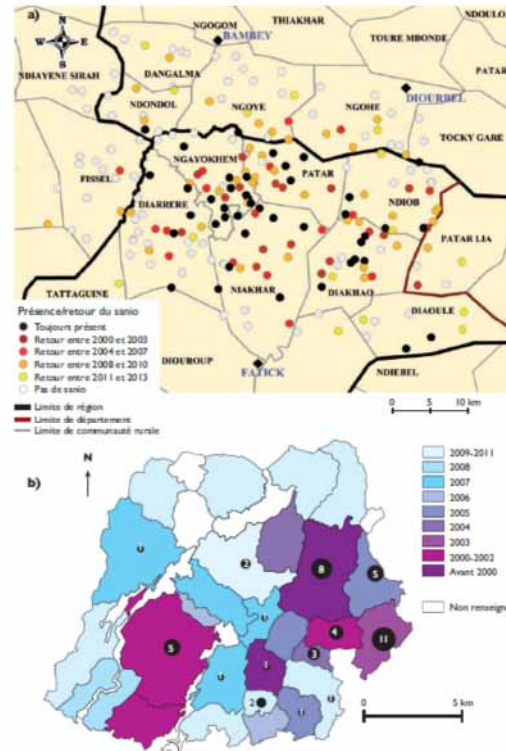 a)
N
W E
S
NGOGOM
THIAKHAR
NDOULO
BAMBEY
TOURE MBONDE
NDIAYENE SIRAH
DANGALMA
PATAR
NDONDOL
NGOYE
NGOHE
DIOURBEL
TOCKY GARE
NGAYOKHEM
FISSEL
PATAR
DIARRERE
NDIOB
PATAR LIA
TATTAGUINE
NIAKHAR
DIAKHAO
DIAOULE
DIOUROUP
FATICK
NDIEBEL
Présence/retour du sanio
Toujours présent
Retour entre 2000 et 2003
Retour entre 2004 et 2007
Retour entre 2008 et 2010
Retour entre 2011 et 2013
Pas de sanio
Limite de région
Limite de département
Limite de communauté rurale
0 5 10 km
b)
N
2009-2011
2008
2007
2006
2005
2004
2003
2000-2002
Avant 2000
Non renseigné
2
8
5
5
4
11
3
1
2
0 5 km